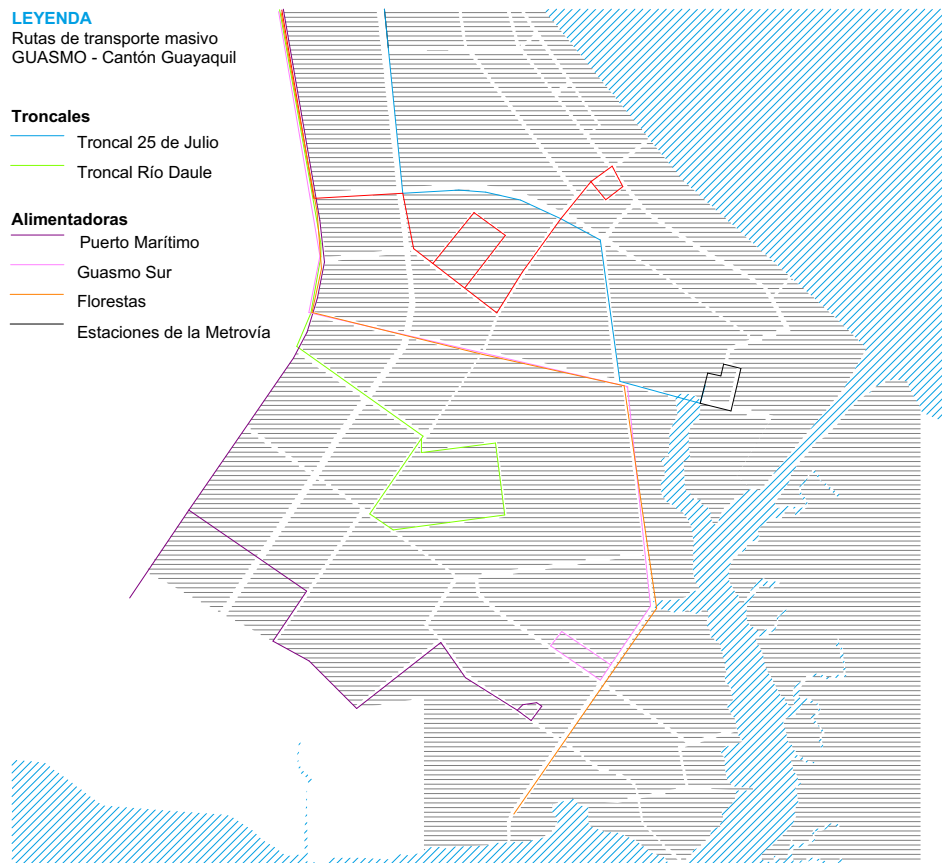 LEYENDA
Rutas de transporte masivo
GUASMO - Cantón Guayaquil
Troncales
Troncal 25 de Julio
Troncal Río Daule
Alimentadoras
Puerto Marítimo
Guasmo Sur
Florestas
Estaciones de la Metrovía